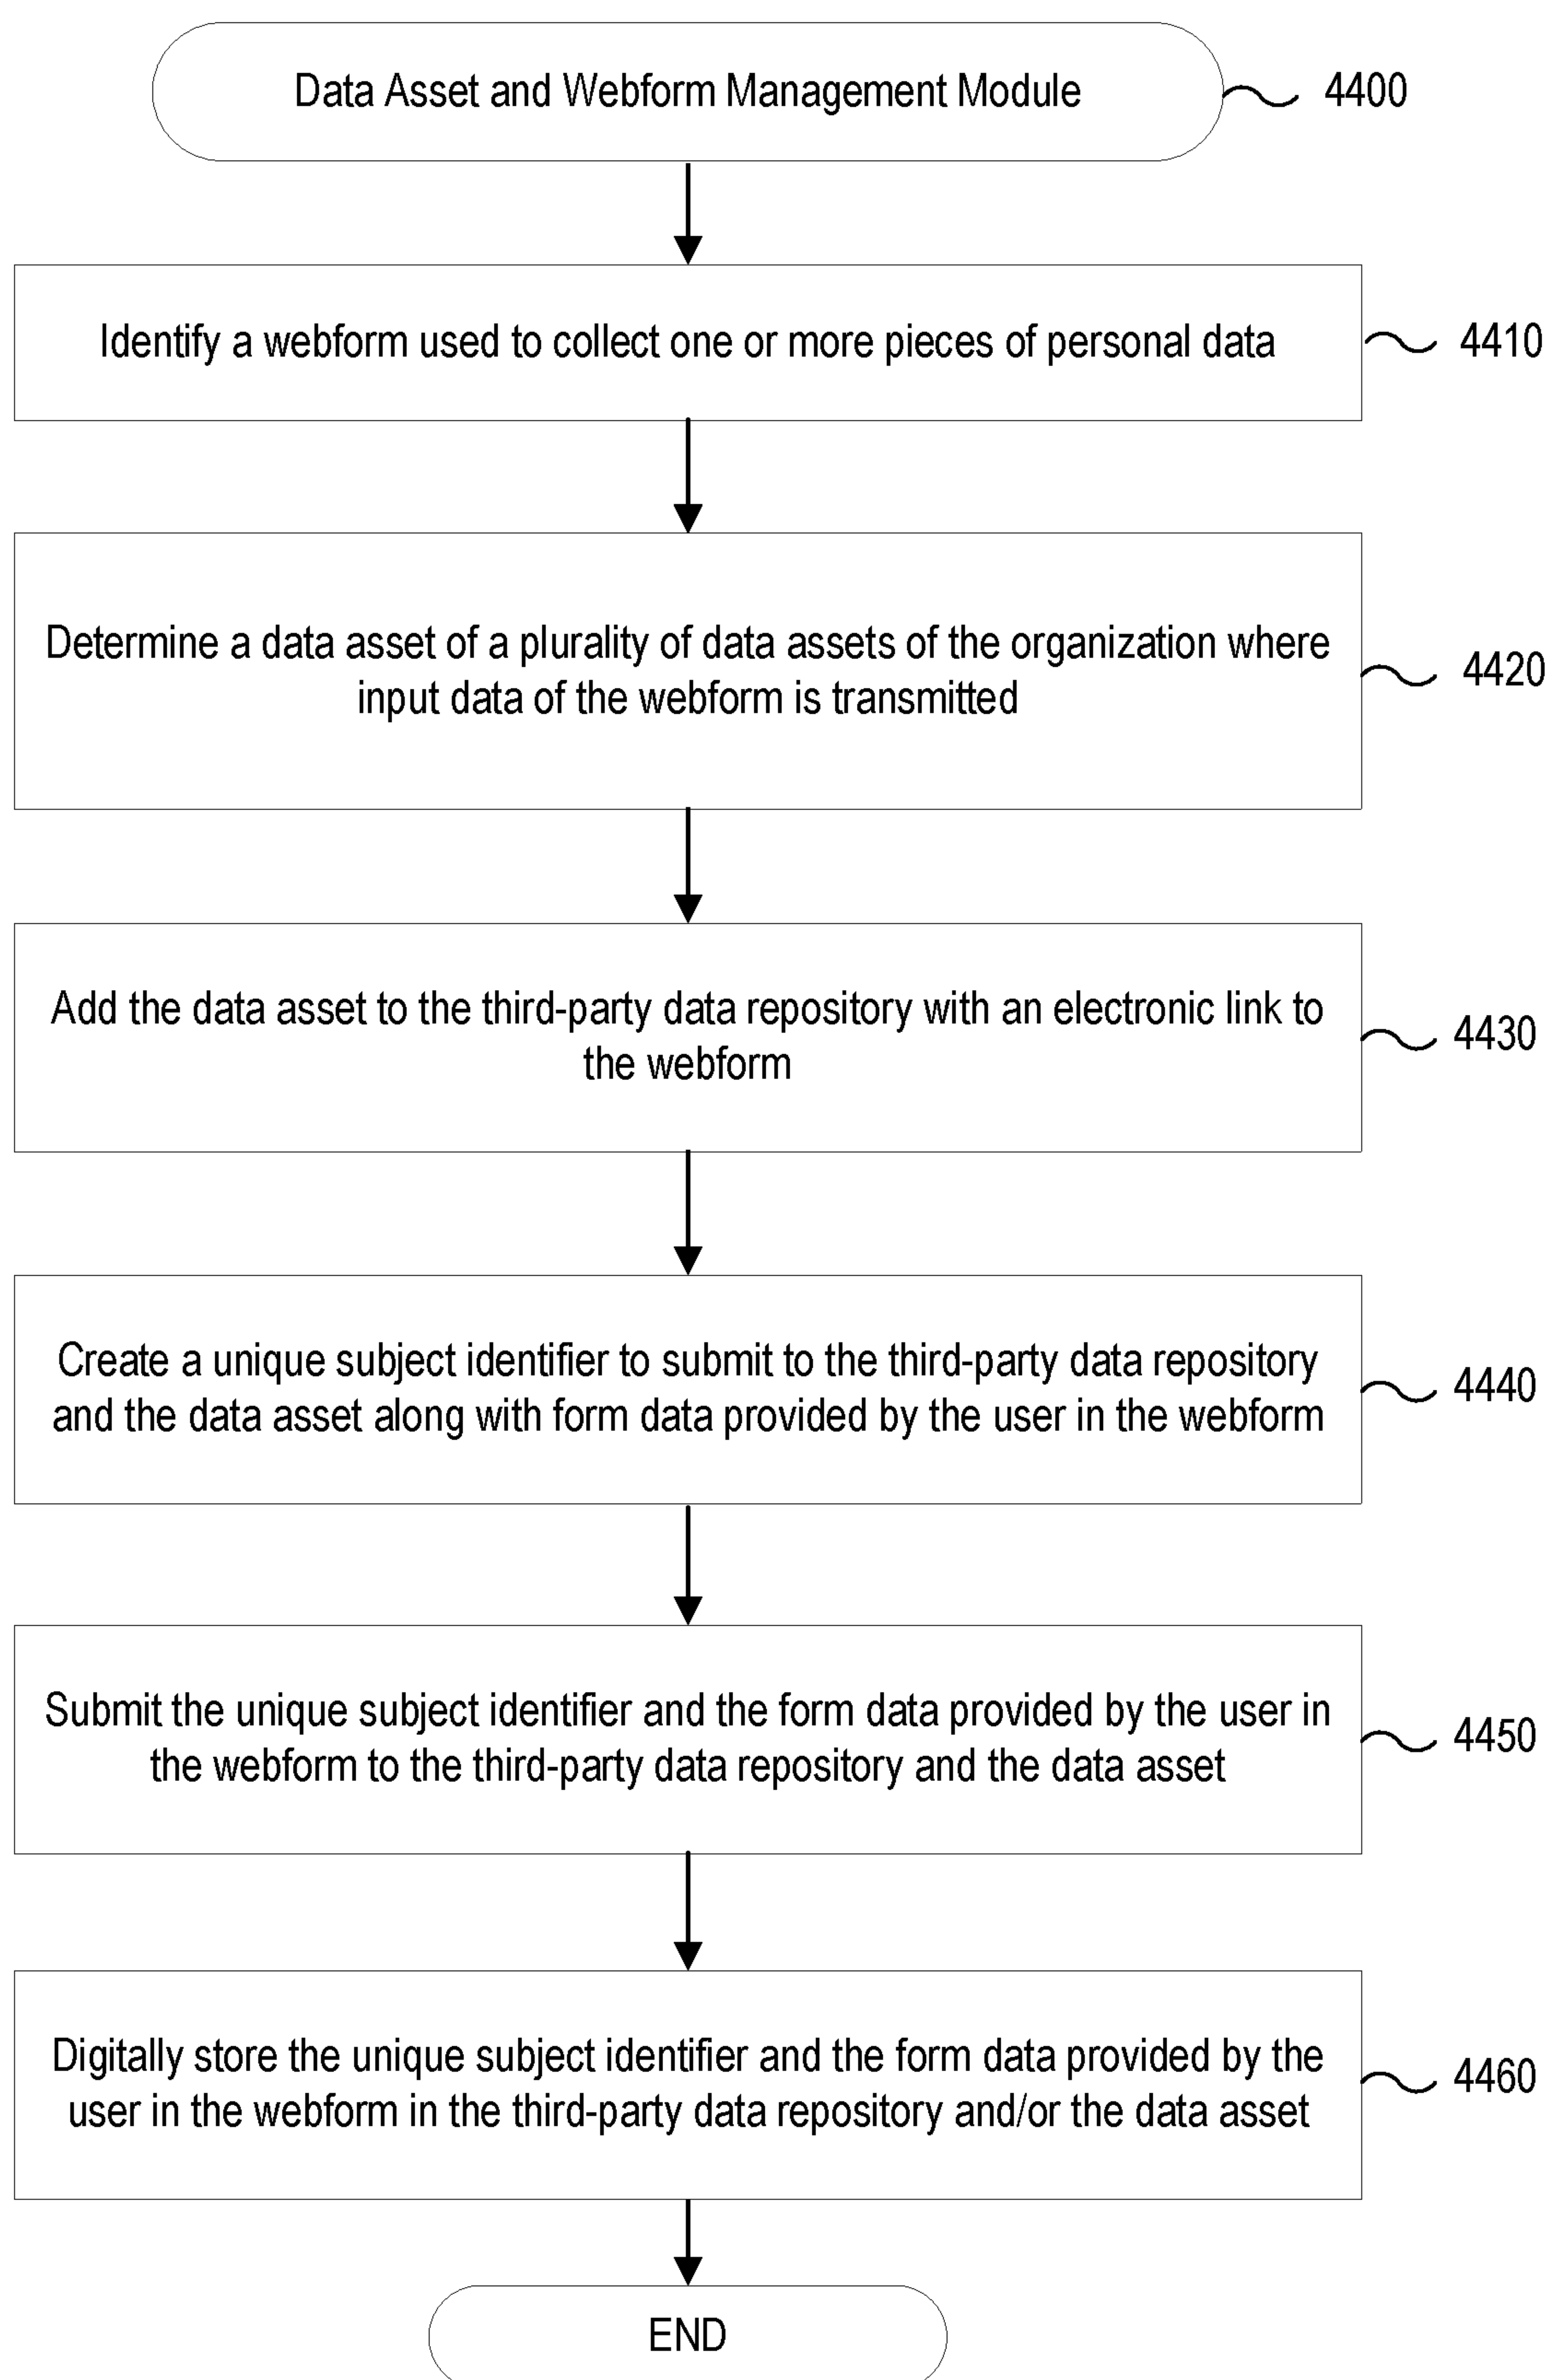 Data Asset and Webform Management Module
4400
Identify a webform used to collect one or more pieces of personal data
4410
Determine a data asset of a plurality of data assets of the organization where
input data of the webform is transmitted
4420
Add the data asset to the third-party data repository with an electronic link to
the webform
4430
Create a unique subject identifier to submit to the third-party data repository
and the data asset along with form data provided by the user in the webform
4440
Submit the unique subject identifier and the form data provided by the user in
the webform to the third-party data repository and the data asset
4450
Digitally store the unique subject identifier and the form data provided by the
user in the webform in the third-party data repository and/or the data asset
4460
END